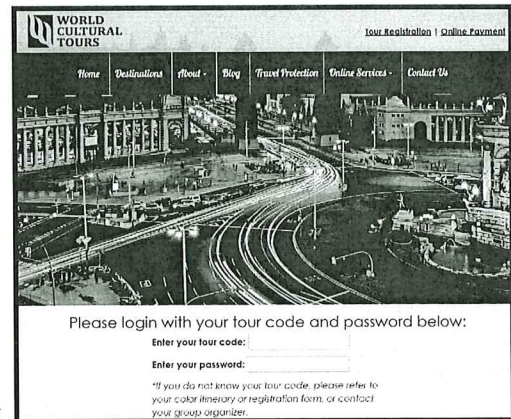 WORLD
CULTURAL
TOURS
Tour Registration | Online Payment
Home Destinations About - Blog Travel Protection Online Services - Contact Us
Please login with your tour code and password below:
Enter your tour code:
Enter your password:
*If you do not know your tour code, please refer to
your color itinerary or registration form, or contact
your group organizer.